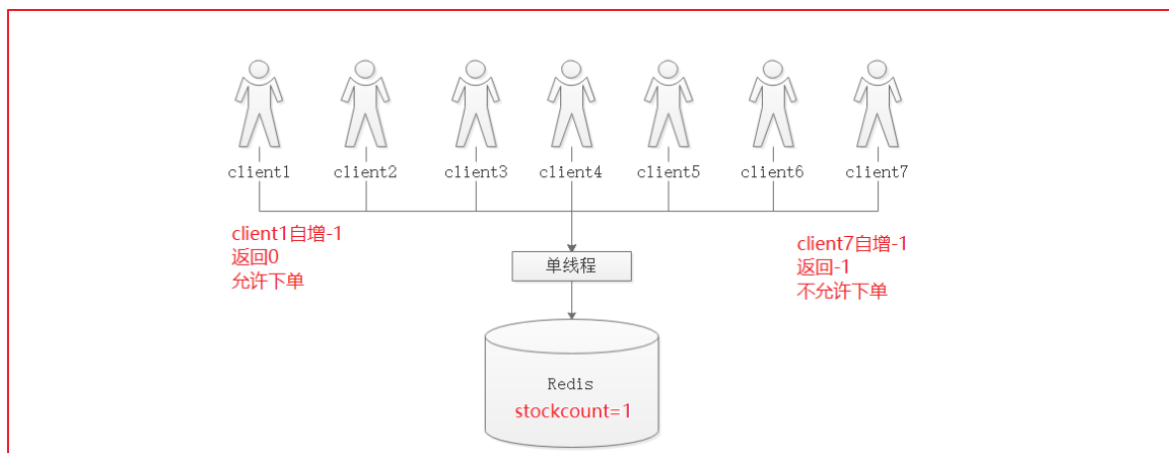 client1
client2
client3
client4
client5
client6
client7
client1自增-1
返回0
允许下单
client7自增-1
返回-1
不允许下单
单线程
Redis
stockcount=1